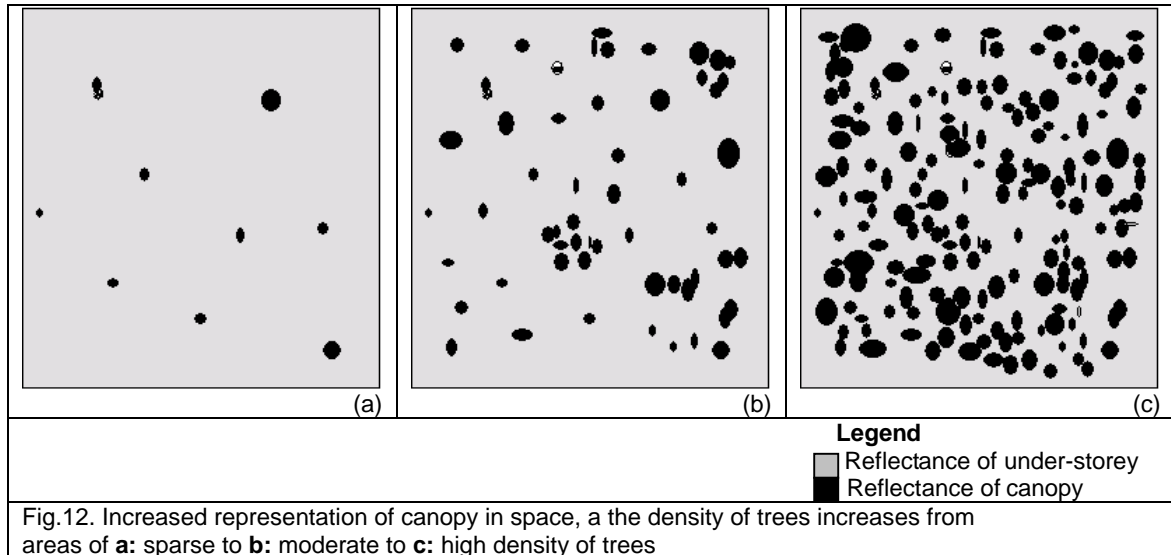 (a)
(b)
(c)
Legend
Reflectance of under-storey
Reflectance of canopy
Fig.12. Increased representation of canopy in space, a the density of trees increases from
areas of a: sparse to b: moderate to c: high density of trees